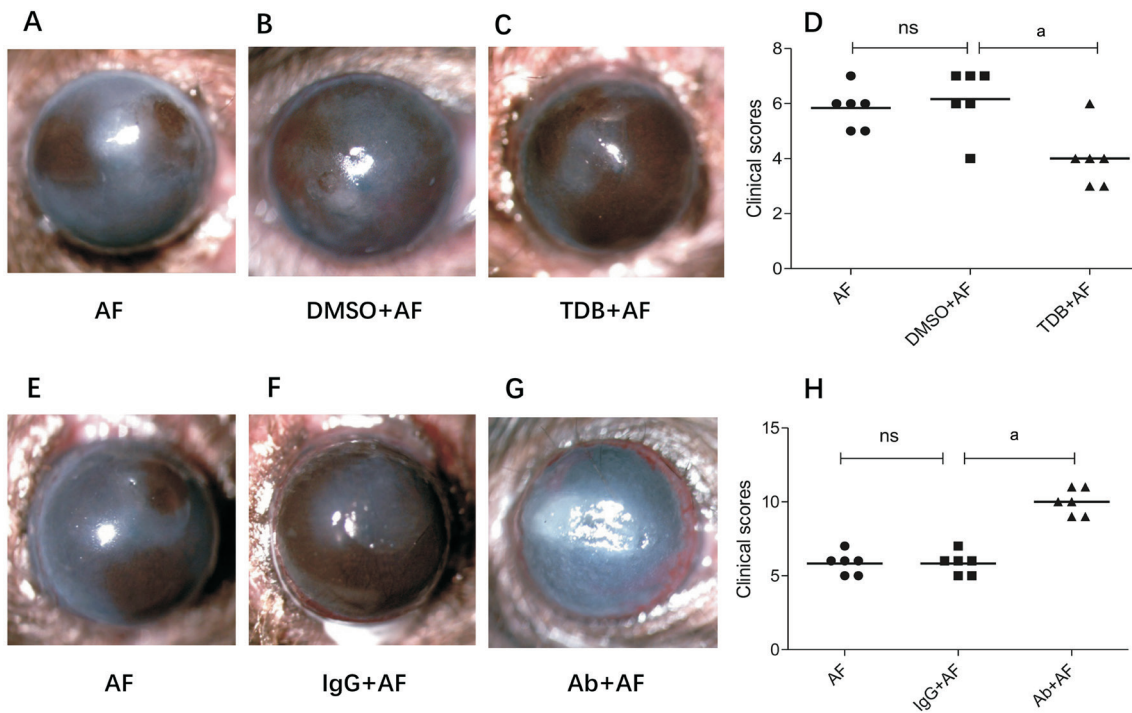 A
B
C
D
AF
DMSO+AF
TDB+AF
Clinical scores
8
6
4
2
0
ns
a
AF
DMSO+AF
TDB+AF
E
F
G
H
AF
IgG+AF
Ab+AF
Clinical scores
15
10
5
0
ns
a
AF
IgG+AF
Ab+AF